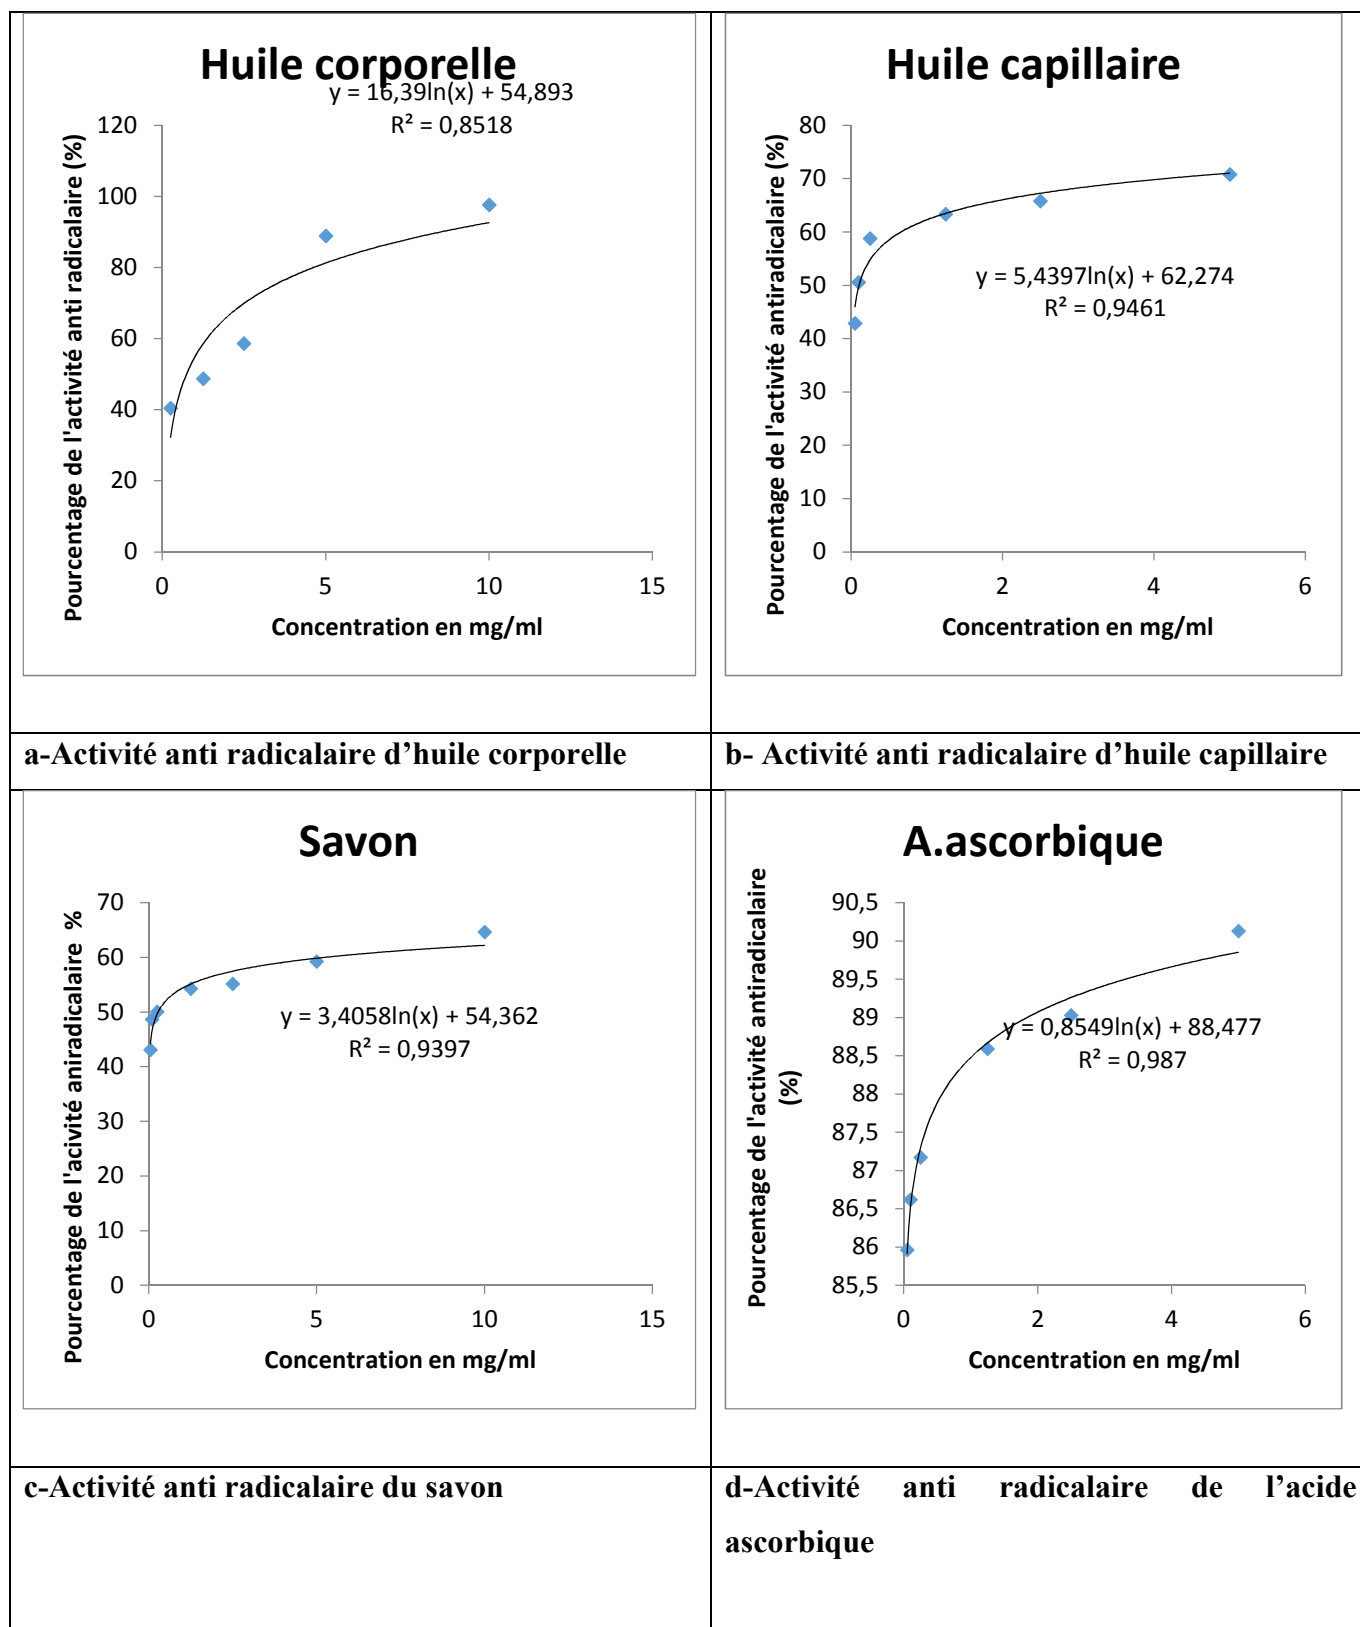 Huile corporelle
y = 16,39ln(x) + 54,893
R² = 0,8518
Pourcentage de l'activité anti radicalaire (%)
120
100
80
60
40
20
0
0
5
10
15
Concentration en mg/ml
Huile capillaire
Pourcentage de l'activité antiradicalaire (%)
80
70
60
50
40
30
20
10
0
y = 5,4397ln(x) + 62,274
R² = 0,9461
0
2
4
6
Concentration en mg/ml
a-Activité anti radicalaire d’huile corporelle
b- Activité anti radicalaire d’huile capillaire
Savon
Pourcentage de l'acivité aniradicalaire %
70
60
50
40
30
20
10
0
y = 3,4058ln(x) + 54,362
R² = 0,9397
0
5
10
15
Concentration en mg/ml
A.ascorbique
Pourcentage de l'activité antiradicalaire
(%)
90,5
90
89,5
89
88,5
88
87,5
87
86,5
86
85,5
y = 0,8549ln(x) + 88,477
R² = 0,987
0
2
4
6
Concentration en mg/ml
c-Activité anti radicalaire du savon
d-Activité anti radicalaire de l’acide
ascorbique